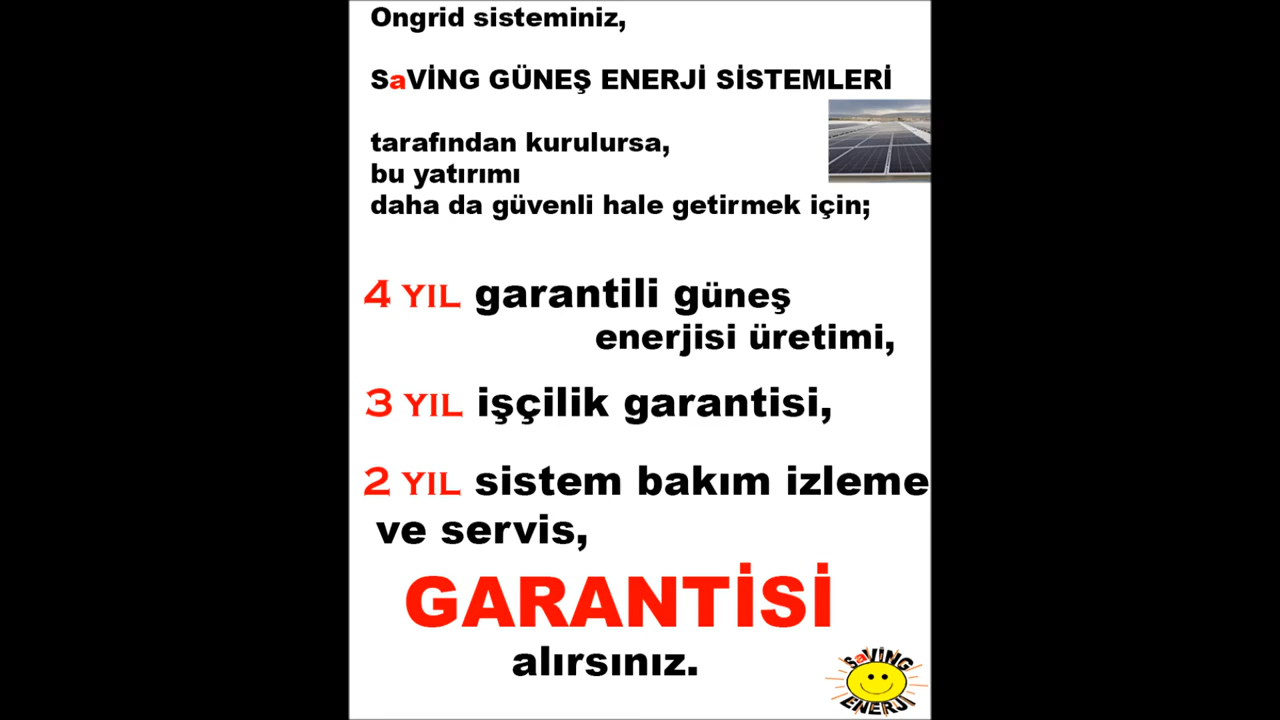 Ongrid sisteminiz,
SaVİNG GÜNEŞ ENERJİ SİSTEMLERİ
tarafından kurulursa,
bu yatırımı
daha da güvenli hale getirmek için;
4 YIL garantili güneş
enerjisi üretimi,
3 YIL işçilik garantisi,
2 YIL sistem bakım izleme
ve servis,
GARANTİSİ
alırsınız.
SaVİNG
ENERJİ